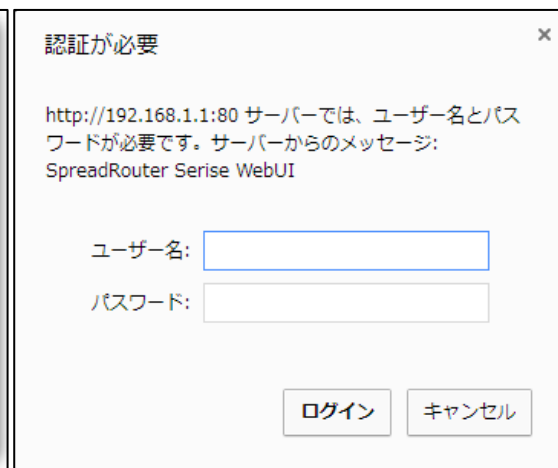 認証が必要
×
http://192.168.1.1:80 サーバーでは、ユーザー名とパス
ワードが必要です。サーバーからのメッセージ:
SpreadRouter Serise WebUI
ユーザー名:
パスワード:
ログイン キャンセル